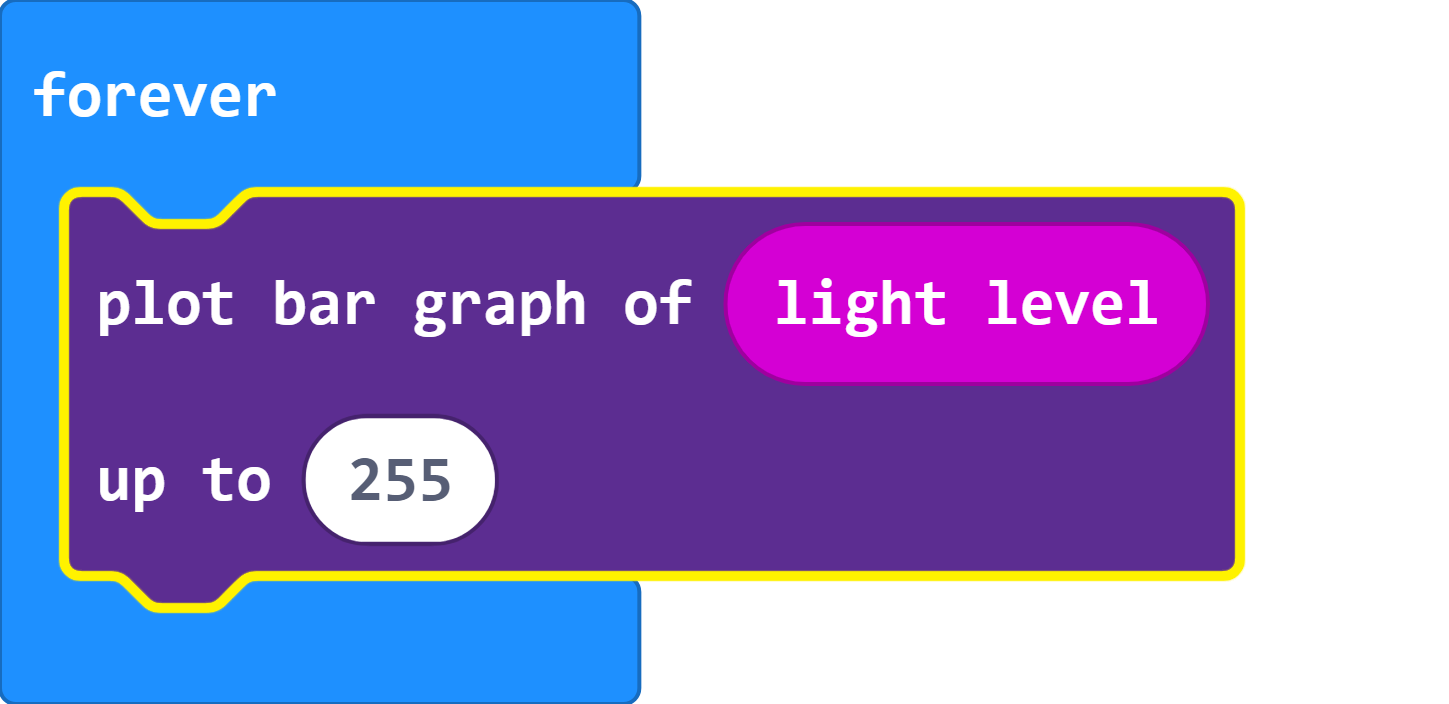 forever
plot bar graph of light level
up to 255